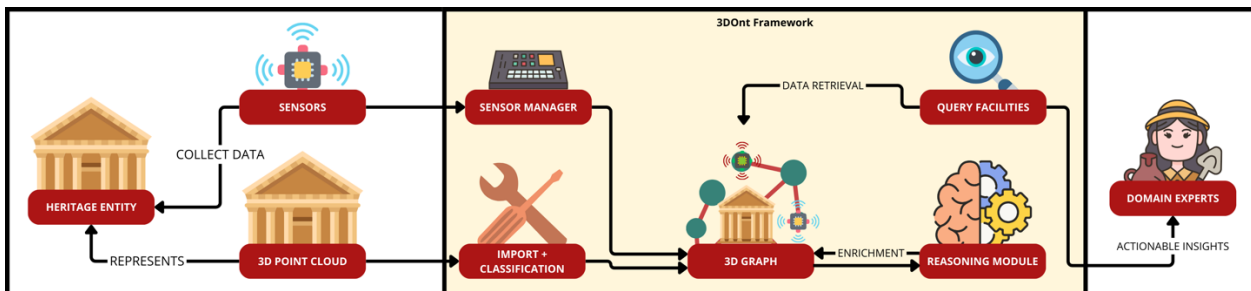 3DOnt Framework
SENSORS
SENSOR MANAGER
DATA RETRIEVAL
QUERY FACILITIES
COLLECT DATA
HERITAGE ENTITY
DOMAIN EXPERTS
REPRESENTS
3D POINT CLOUD
IMPORT +
CLASSIFICATION
3D GRAPH
ENRICHMENT
REASONING MODULE
ACTIONABLE INSIGHTS